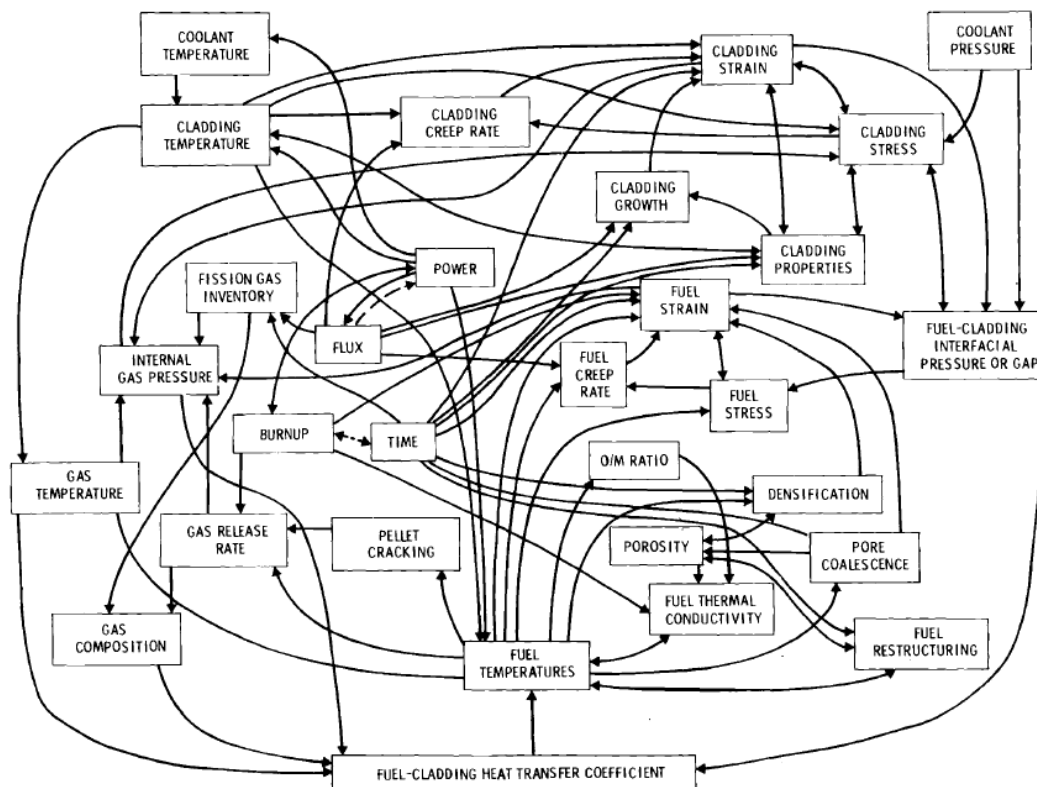 COOLANT
TEMPERATURE
CLADDING
STRAIN
COOLANT
PRESSURE
CLADDING
TEMPERATURE
CLADDING
CREEP RATE
CLADDING
STRESS
CLADDING
GROWTH
CLADDING
PROPERTIES
FISSION GAS
INVENTORY
POWER
FUEL
STRAIN
FLUX
INTERNAL
GAS PRESSURE
FUEL
CREEP
RATE
FUEL-CLADDING
INTERFACIAL
PRESSURE OR GAP
FUEL
STRESS
BURNUP
TIME
O/M RATIO
GAS
TEMPERATURE
DENSIFICATION
GAS RELEASE
RATE
PELLET
CRACKING
POROSITY
PORE
COALESCENCE
FUEL THERMAL
CONDUCTIVITY
GAS
COMPOSITION
FUEL
TEMPERATURES
FUEL
RESTRUCTURING
FUEL-CLADDING HEAT TRANSFER COEFFICIENT